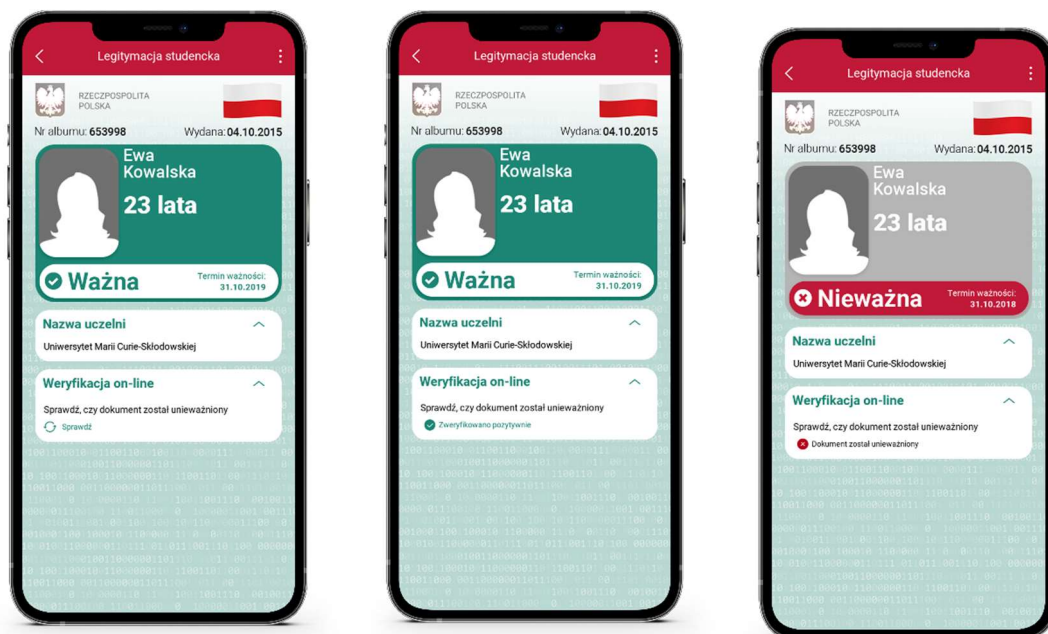 Legitymacja studencka
RZECZPOSPOLITA
POLSKA
Nr albumu: 653998 Wydana: 04.10.2015
Ewa
Kowalska
23 lata
Ważna
Termin ważności:
31.10.2019
Nazwa uczelni
Uniwersytet Marii Curie-Skłodowskiej
Weryfikacja on-line
Sprawdź, czy dokument został unieważniony
Sprawdź
Legitymacja studencka
RZECZPOSPOLITA
POLSKA
Nr albumu: 653998 Wydana: 04.10.2015
Ewa
Kowalska
23 lata
Ważna
Termin ważności:
31.10.2019
Nazwa uczelni
Uniwersytet Marii Curie-Skłodowskiej
Weryfikacja on-line
Sprawdź, czy dokument został unieważniony
Zweryfikowano pozytywnie
Legitymacja studencka
RZECZPOSPOLITA
POLSKA
Nr albumu: 653998 Wydana: 04.10.2015
Ewa
Kowalska
23 lata
Nieważna
Termin ważności:
31.10.2018
Nazwa uczelni
Uniwersytet Marii Curie-Skłodowskiej
Weryfikacja on-line
Sprawdź, czy dokument został unieważniony
Dokument został unieważniony